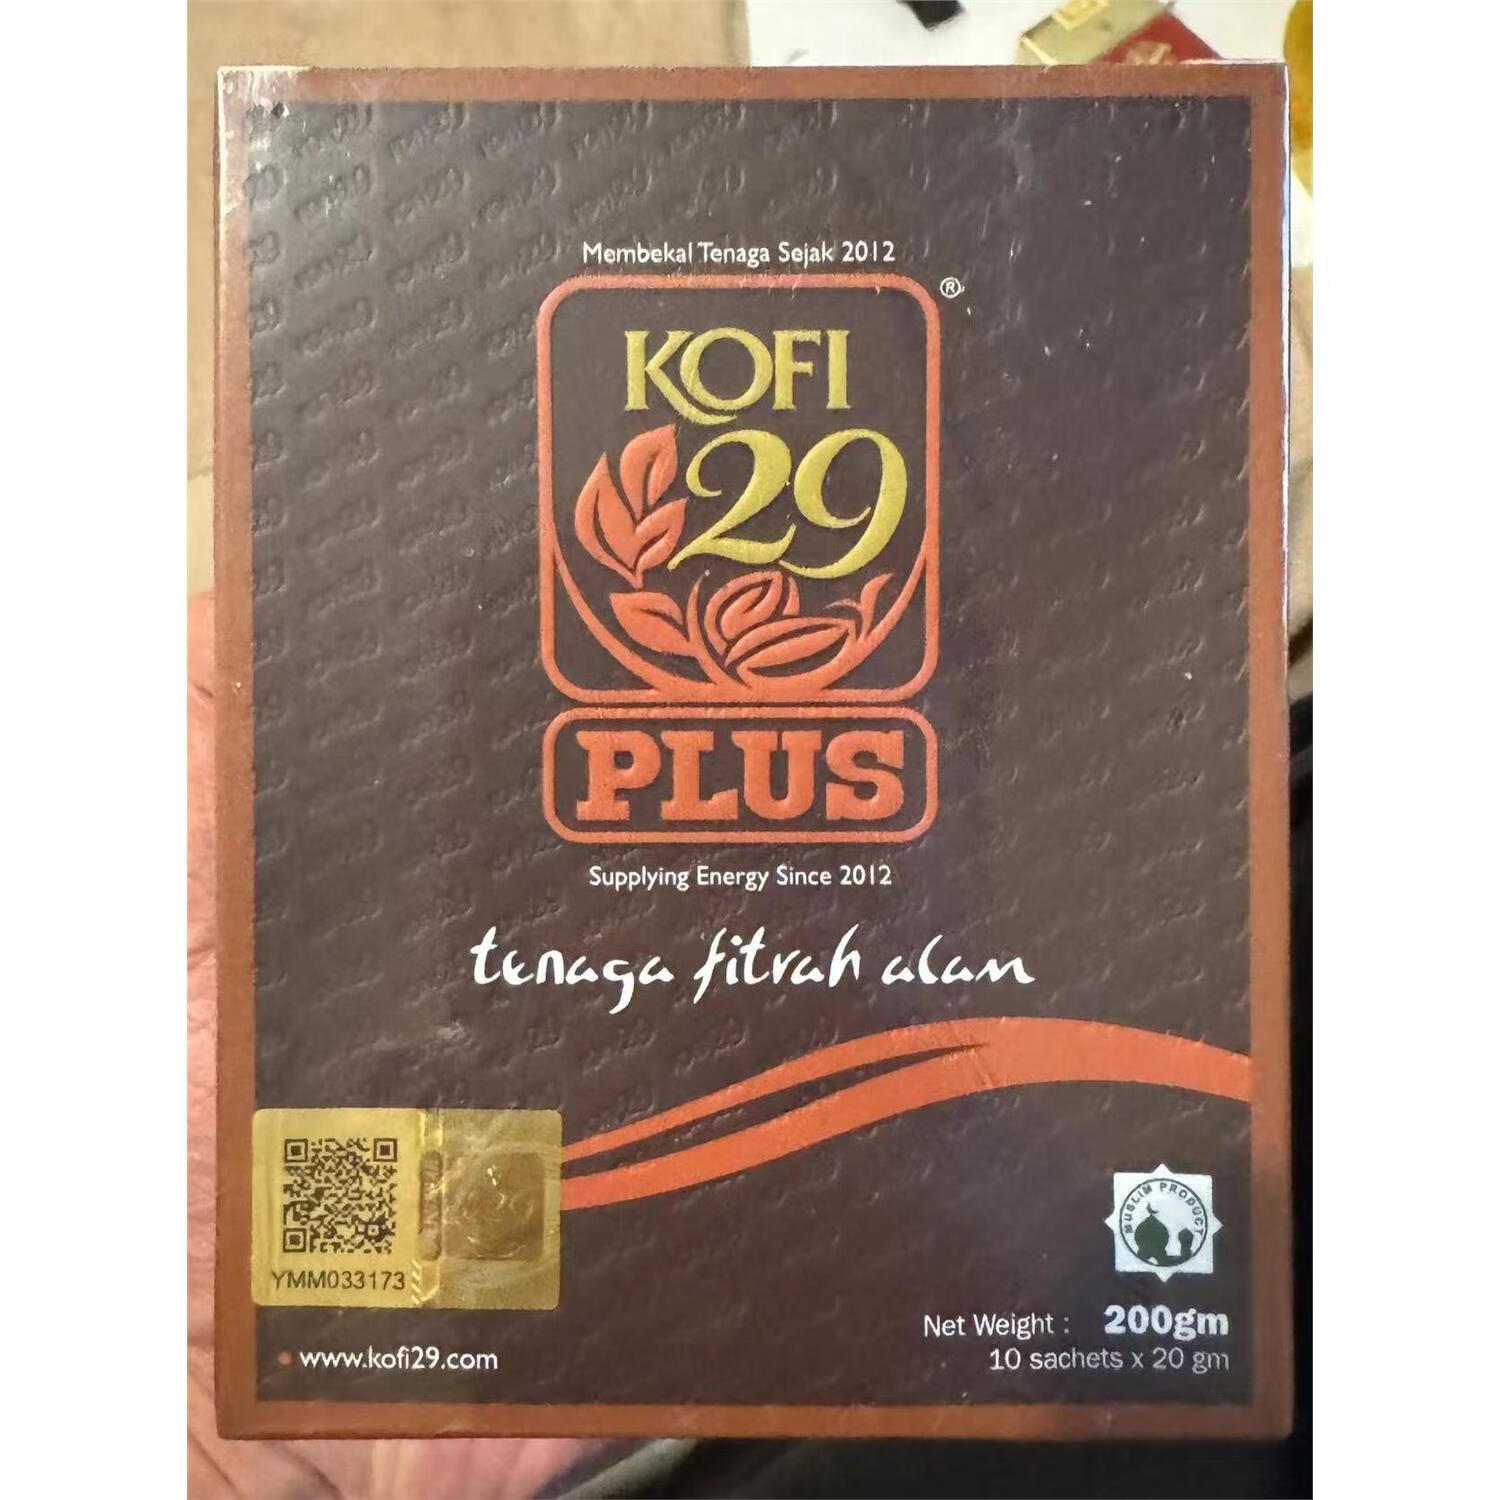 Membekal Tenaga Sejak 2012
®
KOFI
29
PLUS
Supplying Energy Since 2012
tenaga fitrah alam
YMM033173
MUSLIM PRODUCT
www.kofi29.com
Net Weight : 200gm
10 sachets x 20 gm